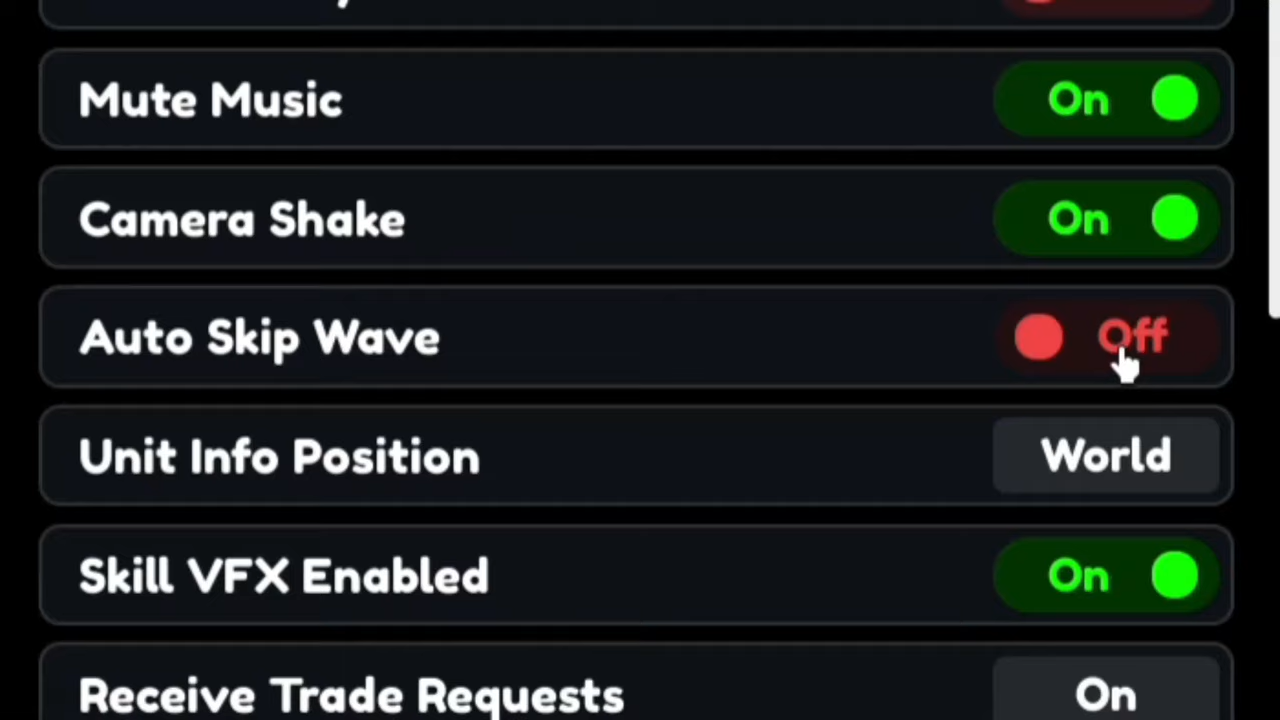 Mute Music
On
Camera Shake
On
Auto Skip Wave
Off
Unit Info Position
World
Skill VFX Enabled
On
Receive Trade Requests
On